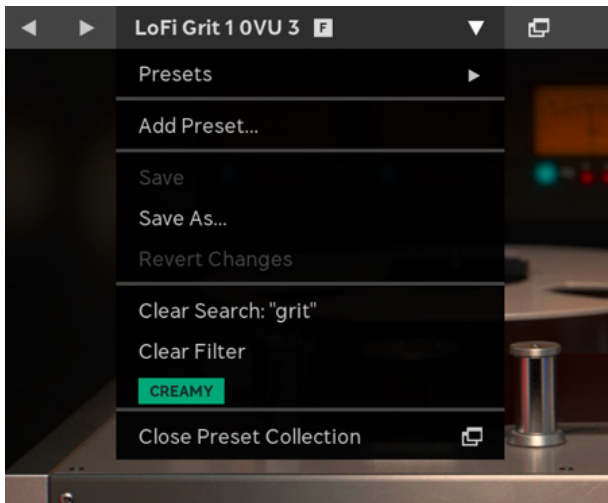 LoFi Grit 1 0VU 3 F
Presets
Add Preset...
Save
Save As...
Revert Changes
Clear Search: "grit"
Clear Filter
CREAMY
Close Preset Collection